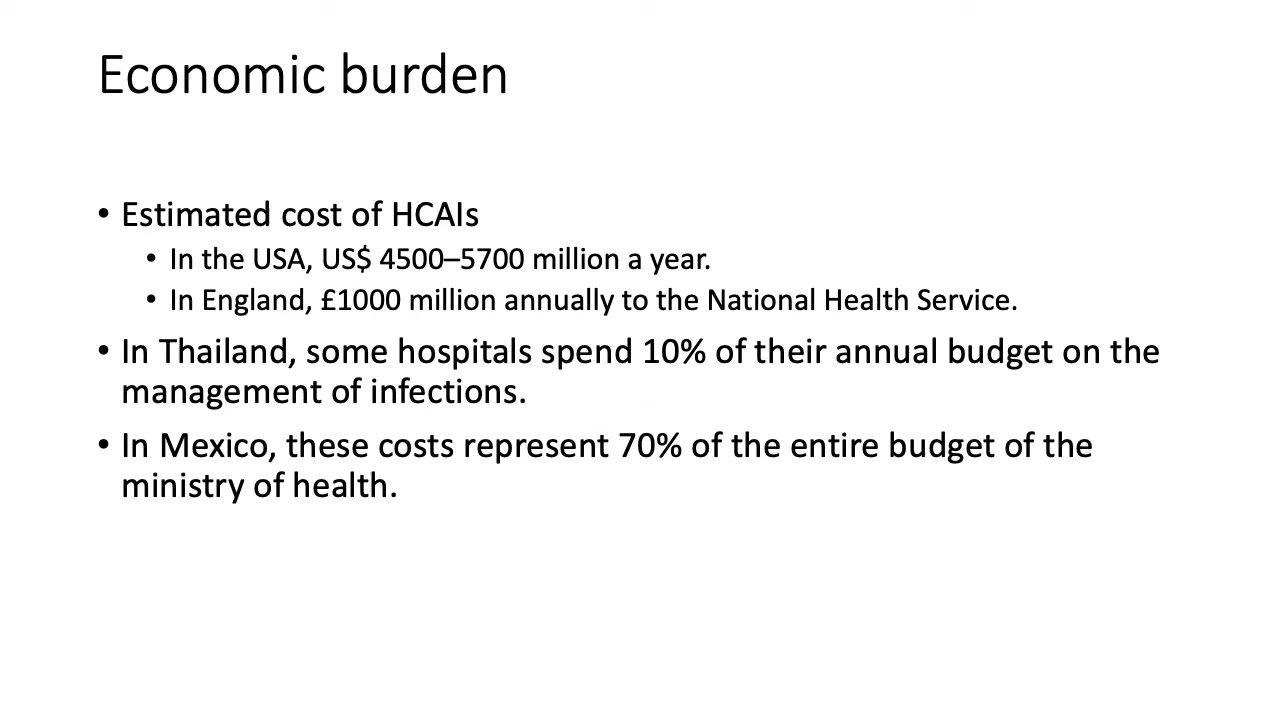 Economic burden
• Estimated cost of HCAIs
• In the USA, US$ 4500–5700 million a year.
• In England, £1000 million annually to the National Health Service.
• In Thailand, some hospitals spend 10% of their annual budget on the
management of infections.
• In Mexico, these costs represent 70% of the entire budget of the
ministry of health.